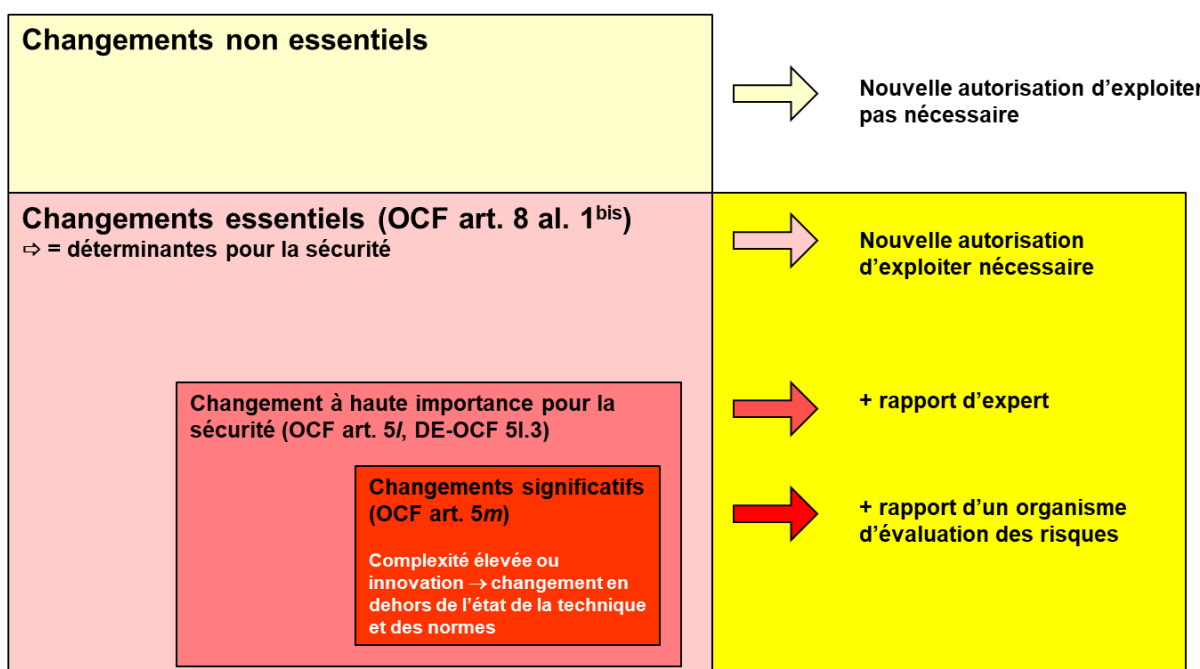 Changements non essentiels
Nouvelle autorisation d'exploiter
pas nécessaire
Changements essentiels (OCF art. 8 al. 1bis)
⇨ = déterminantes pour la sécurité
Nouvelle autorisation
d'exploiter nécessaire
Changement à haute importance pour la
sécurité (OCF art. 5l, DE-OCF 5l.3)
+ rapport d'expert
Changements significatifs
(OCF art. 5m)
Complexité élevée ou
innovation → changement en
dehors de l'état de la technique
et des normes
+ rapport d'un organisme
d'évaluation des risques